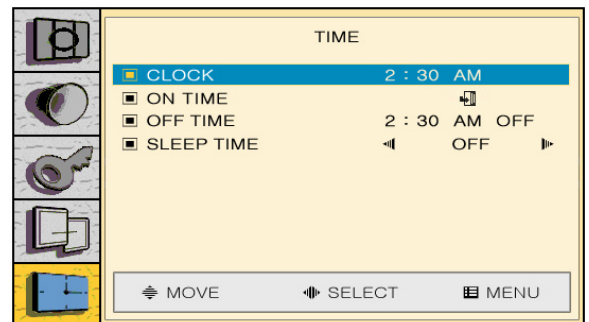 TIME
CLOCK 2 : 30 AM
ON TIME
OFF TIME 2 : 30 AM OFF
SLEEP TIME OFF
MOVE SELECT MENU